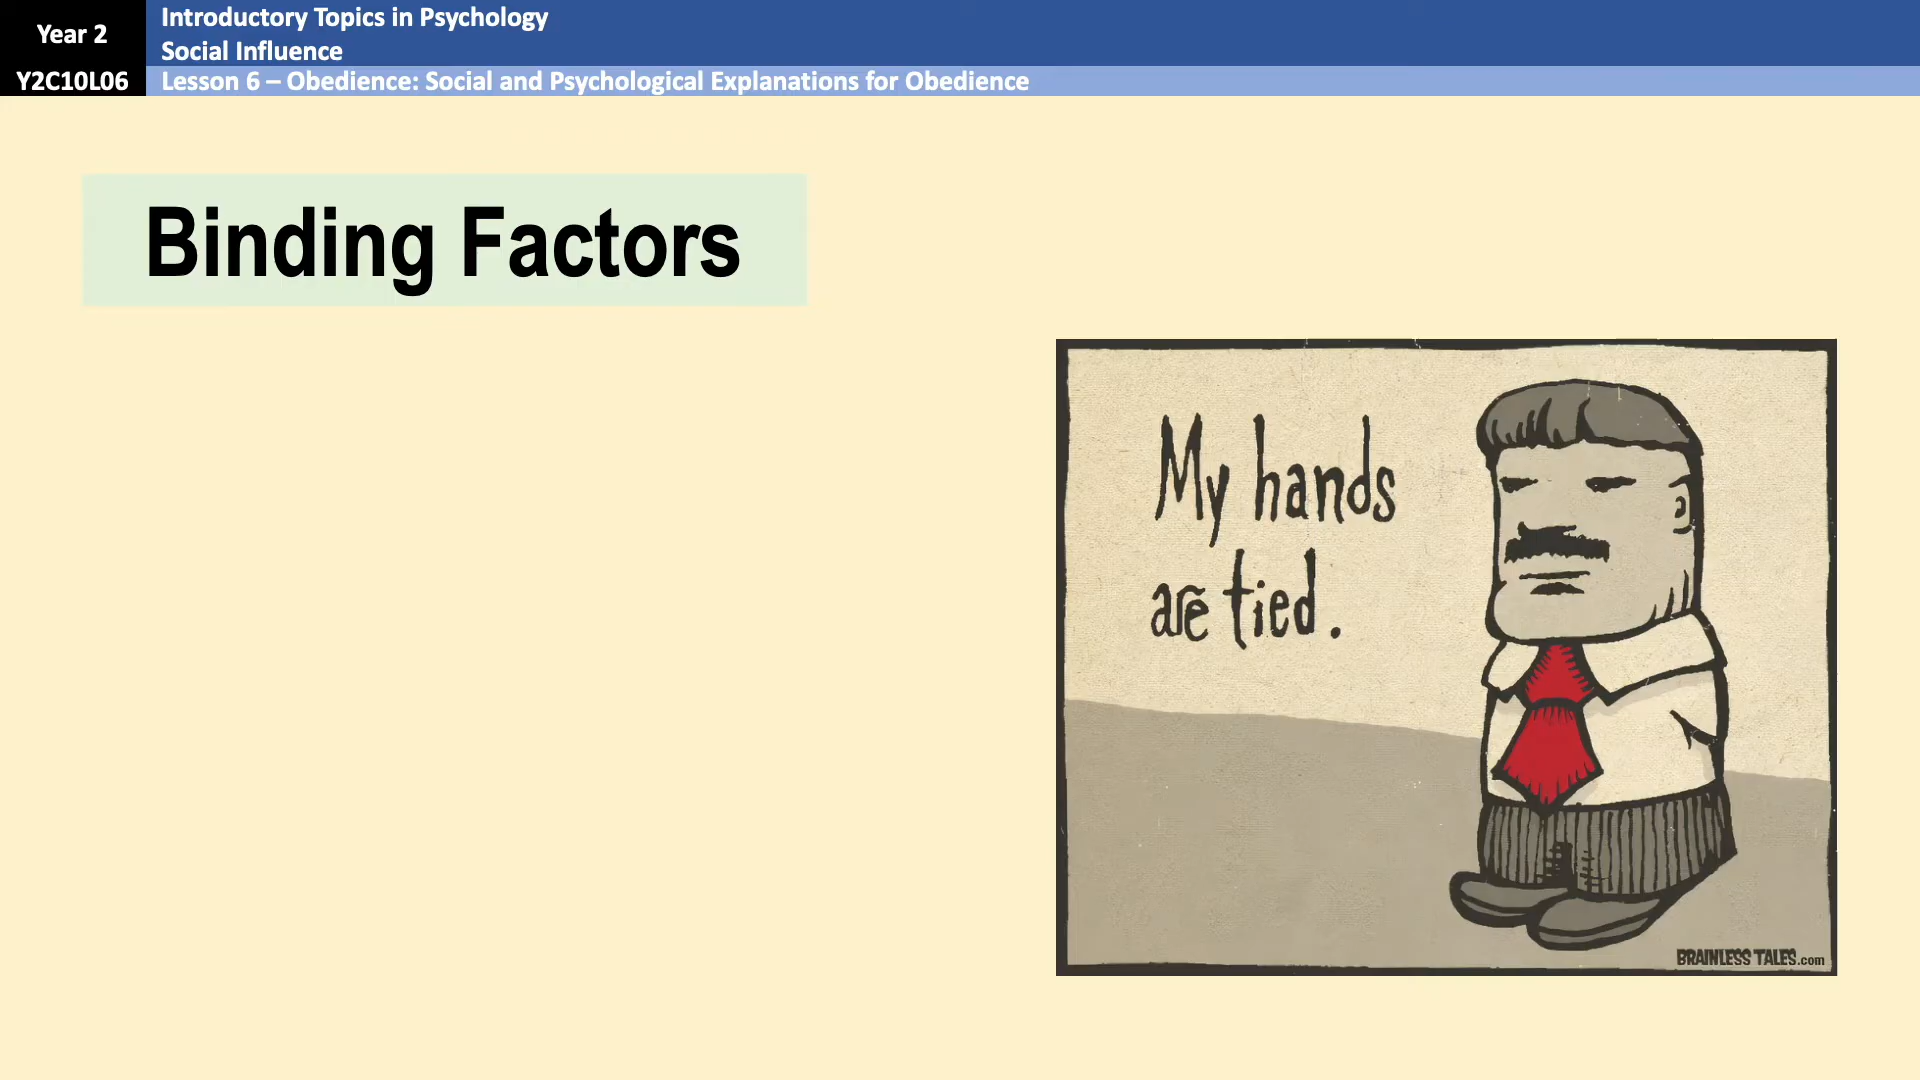 Year 2
Introductory Topics in Psychology
Social Influence
Y2C10L06
Lesson 6 – Obedience: Social and Psychological Explanations for Obedience
Binding Factors
My hands
are tied.
BRAINLESS TALES.com